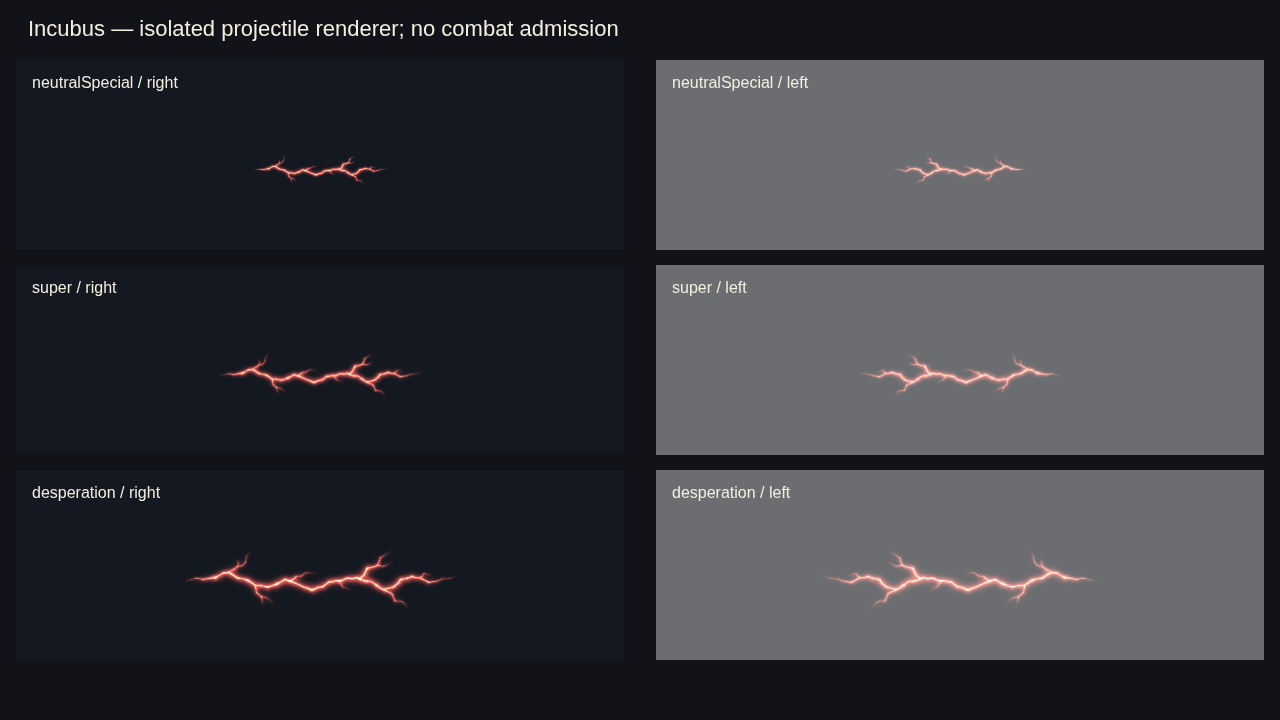 Incubus — isolated projectile renderer; no combat admission
neutralSpecial / right
neutralSpecial / left
super / right
super / left
desperation / right
desperation / left